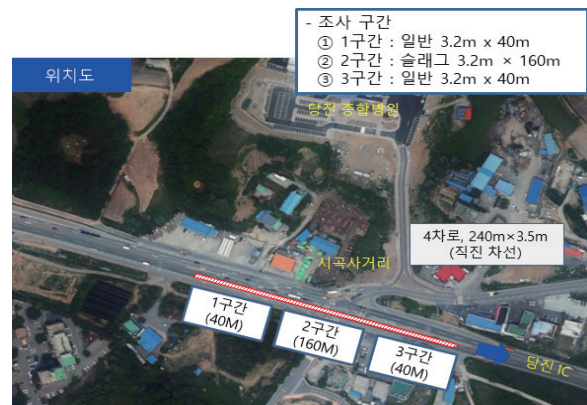 - 조사 구간
① 1구간 : 일반 3.2m x 40m
② 2구간 : 슬래그 3.2m × 160m
③ 3구간 : 일반 3.2m x 40m
위치도
당진 종합병원
4차로, 240m×3.5m
(직진 차선)
시곡사거리
1구간
(40M)
2구간
(160M)
3구간
(40M)
당진 IC